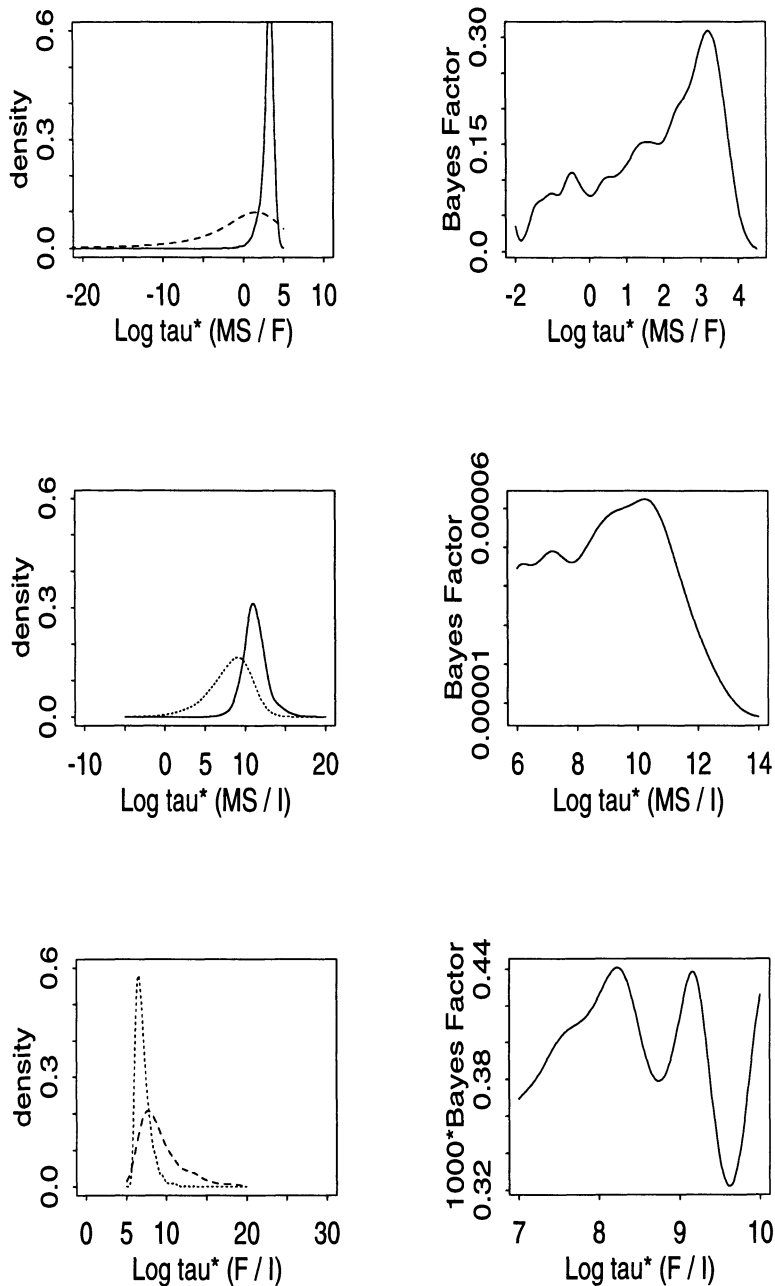 density
0.0 0.3 0.6
-20 -10 0 5 10
Log tau* (MS / F)
Bayes Factor
0.0 0.15 0.30
-2 0 1 2 3 4
Log tau* (MS / F)
density
0.0 0.3 0.6
-10 0 5 10 20
Log tau* (MS / I)
Bayes Factor
0.00001 0.00006
6 8 10 12 14
Log tau* (MS / I)
density
0.0 0.3 0.6
0 5 10 20 30
Log tau* (F / I)
1000*Bayes Factor
0.32 0.38 0.44
7 8 9 10
Log tau* (F / I)